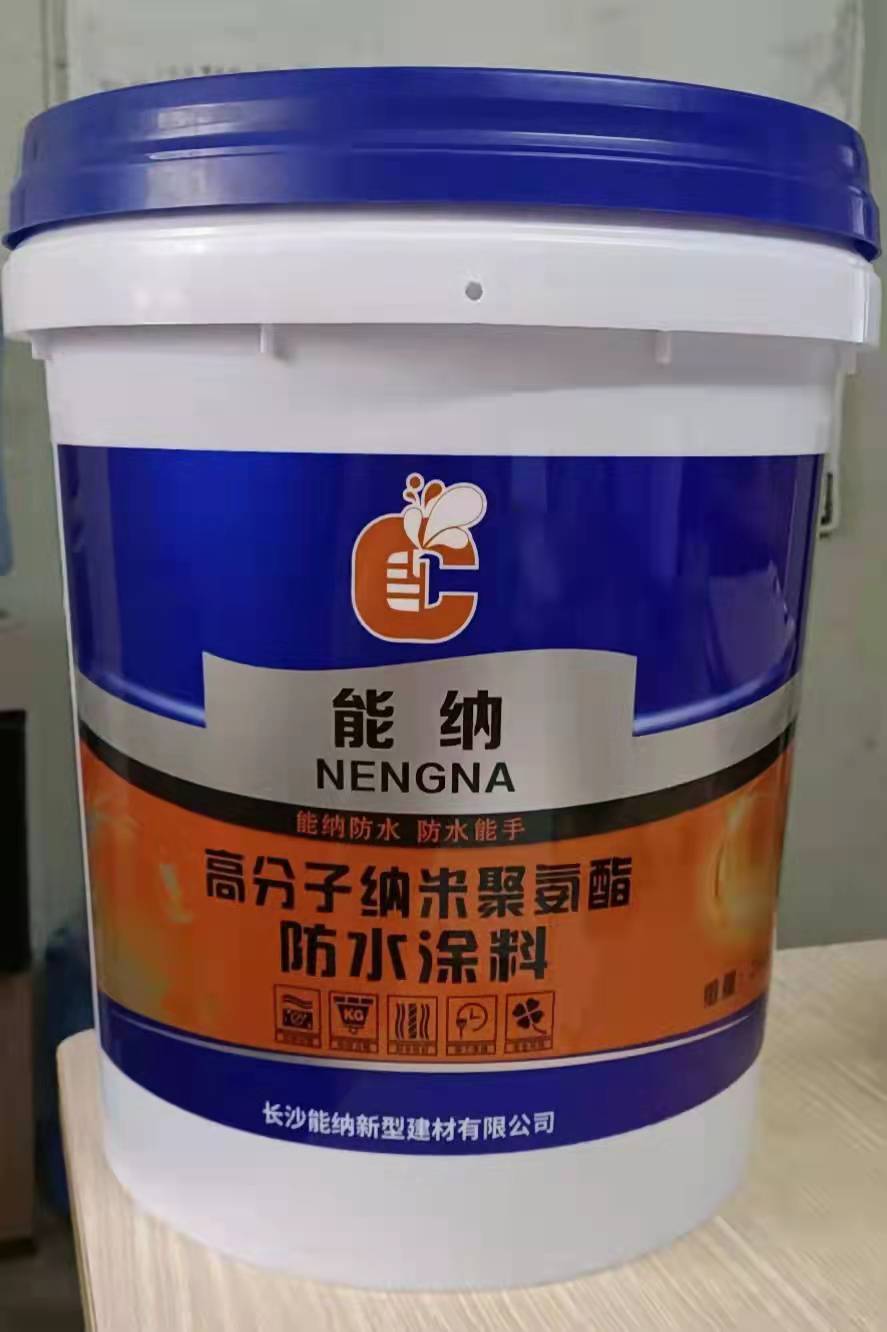 能纳
NENGNA
能纳防水 防水能手
高分子纳米聚氨酯
防水涂料
KG
长沙能纳新型建材有限公司